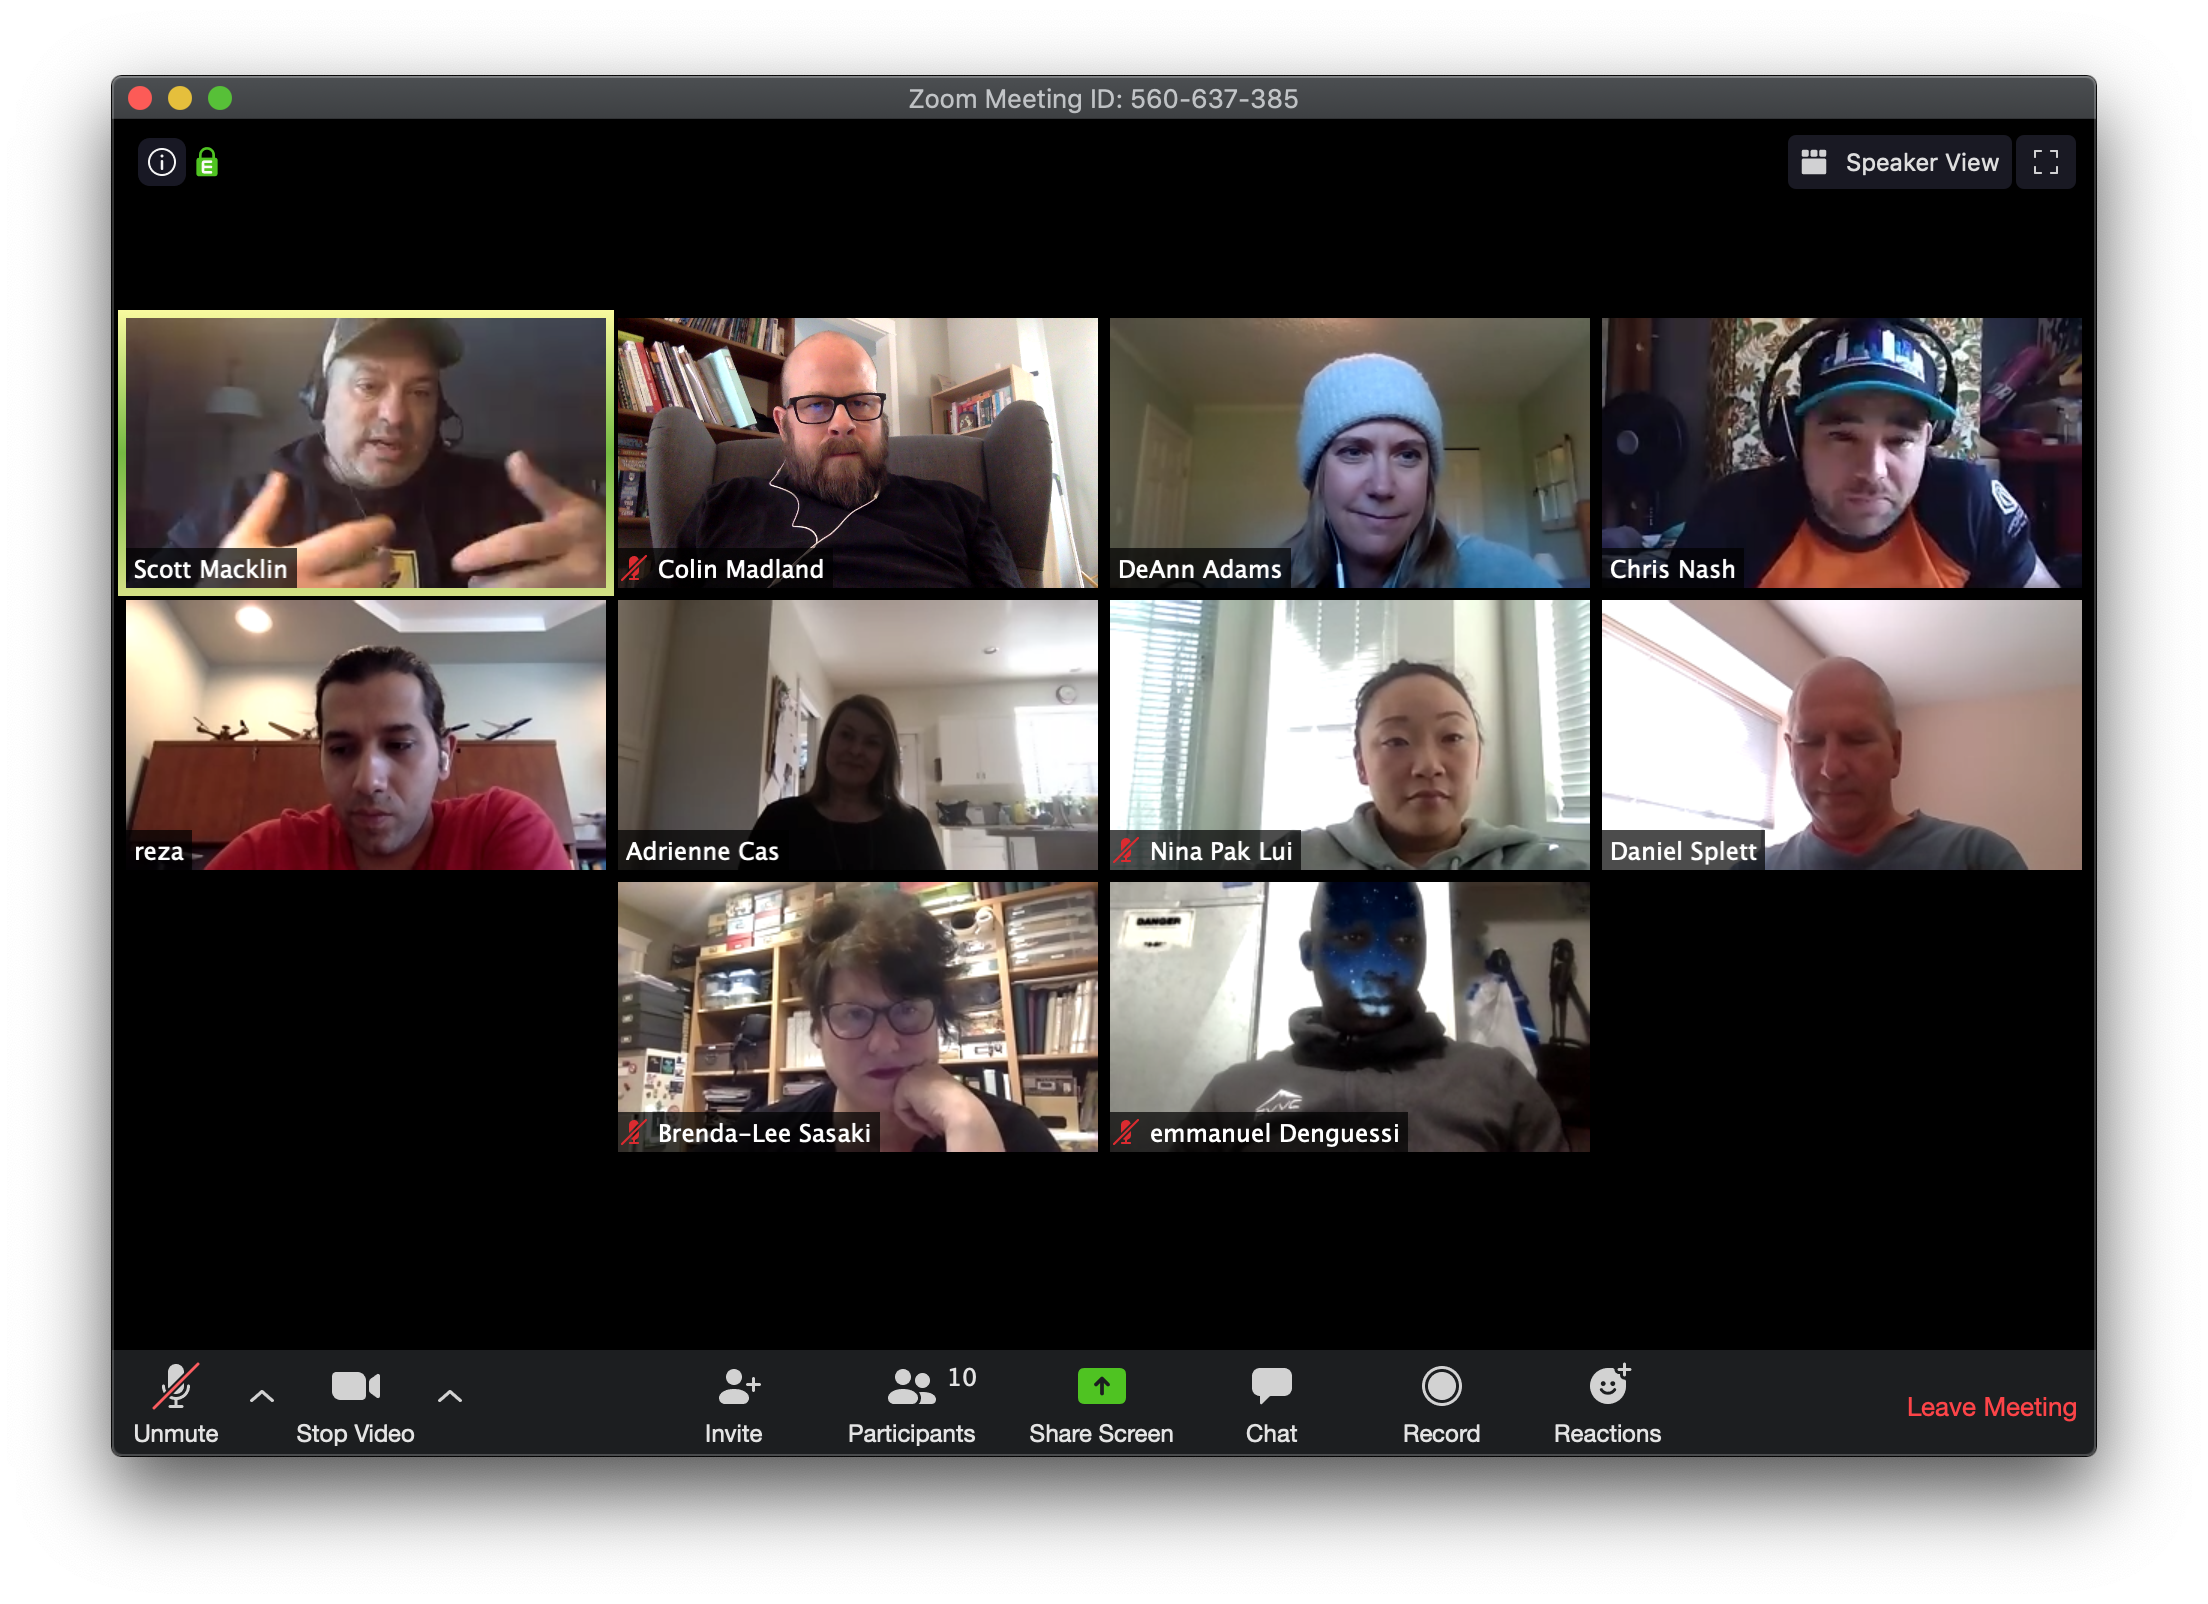 Zoom Meeting ID: 560-637-385
Speaker View
Scott Macklin
Colin Madland
DeAnn Adams
Chris Nash
reza
Adrienne Cas
Nina Pak Lui
Daniel Splett
DANGER
Brenda-Lee Sasaki
emmanuel Denguessi
10
Unmute
Stop Video
Invite
Participants
Share Screen
Chat
Record
Reactions
Leave Meeting